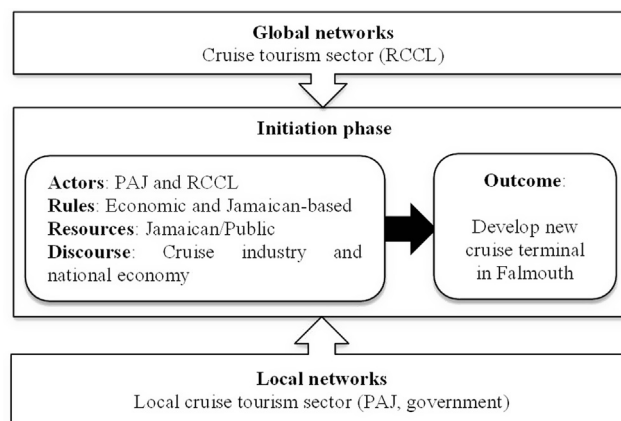 Global networks
Cruise tourism sector (RCCL)
Initiation phase
Actors: PAJ and RCCL
Rules: Economic and Jamaican-based
Resources: Jamaican/Public
Discourse: Cruise industry and
national economy
Outcome:
Develop new
cruise terminal
in Falmouth
Local networks
Local cruise tourism sector (PAJ, government)